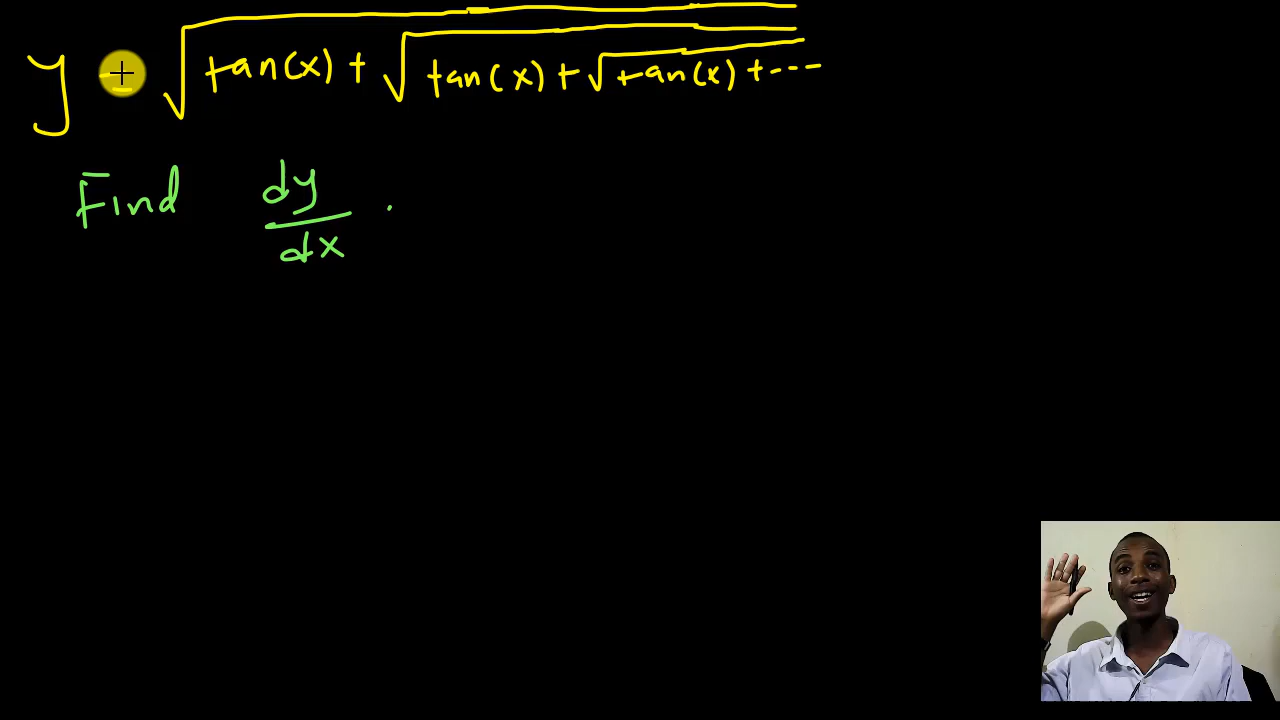 y = √(tan(x) + √(tan(x) + √(tan(x) + ---
Find dy/dx .